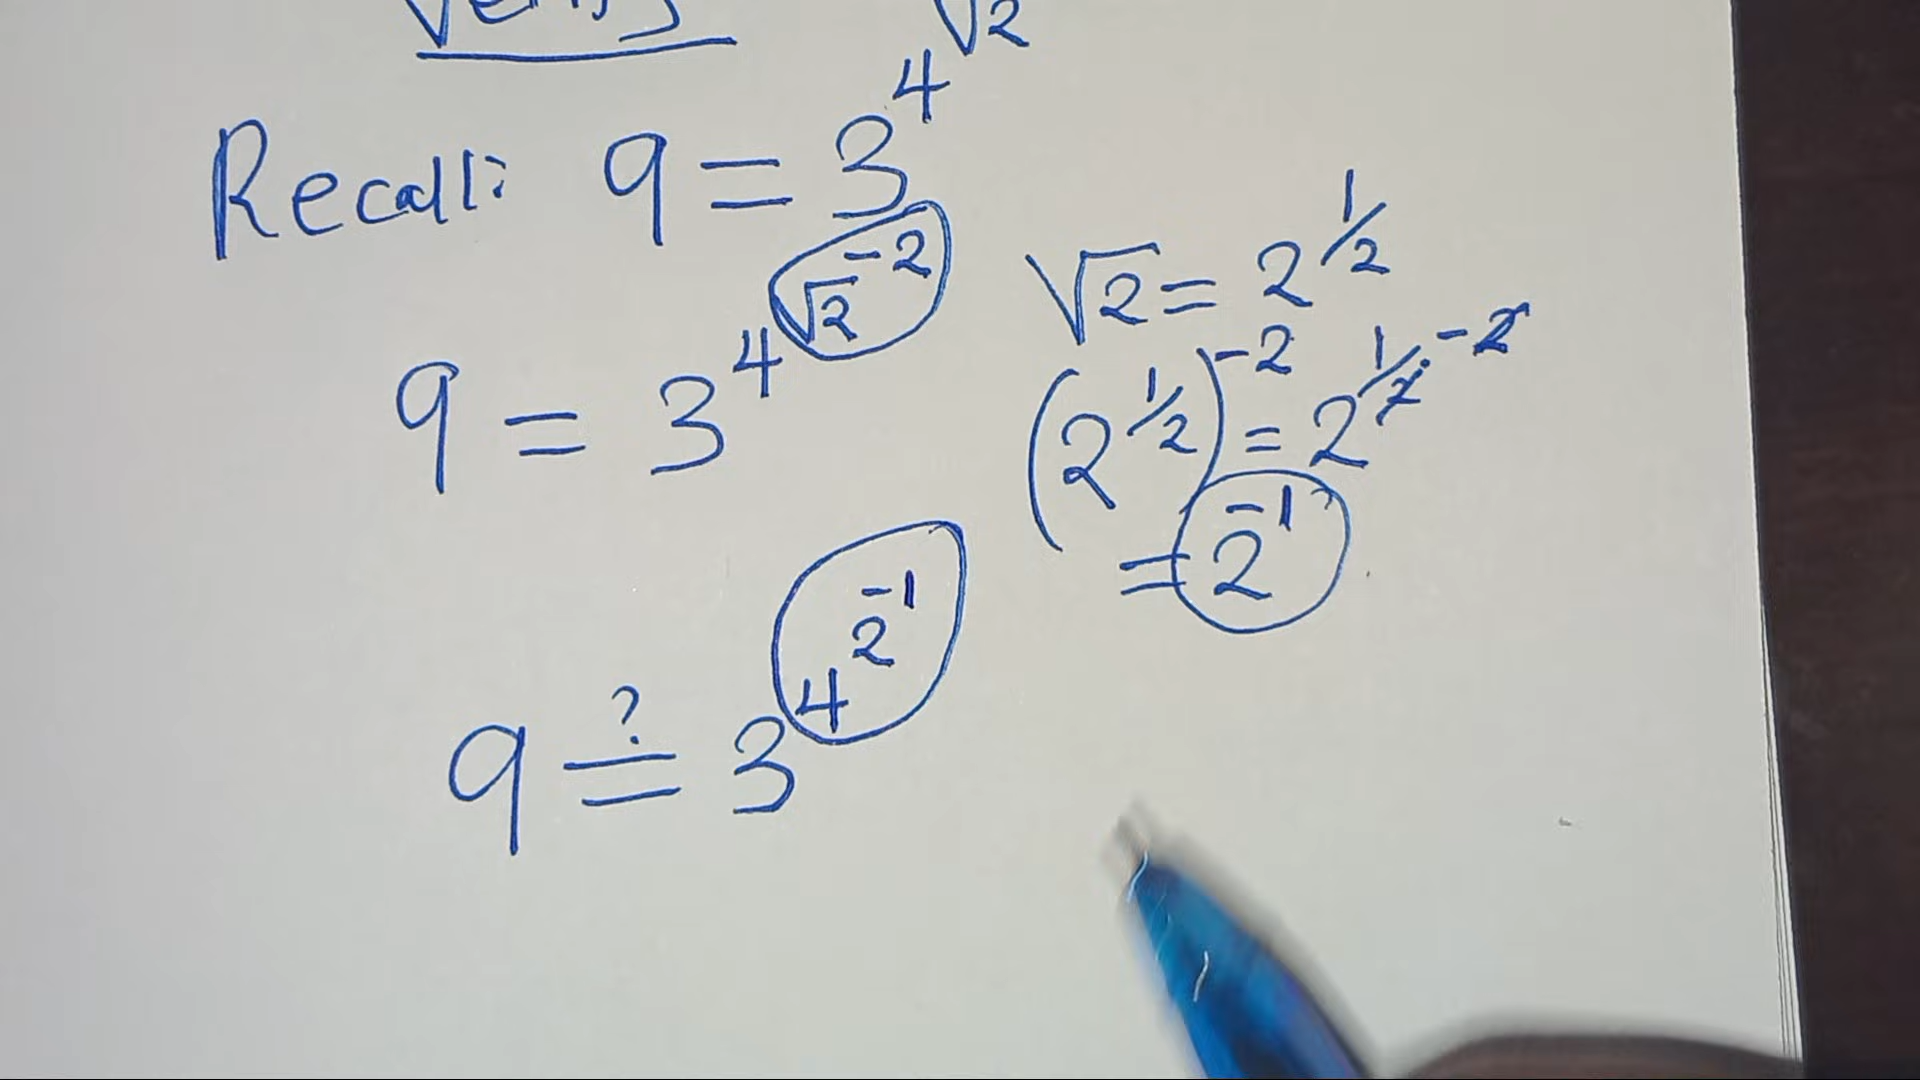 Verify
Recall: 9 = 3^4^√2
9 = 3^4^√2^-2
√2 = 2^1/2
(2^1/2)^-2 = 2^1/2·-2
= 2^-1
9 ?= 3^4^2^-1